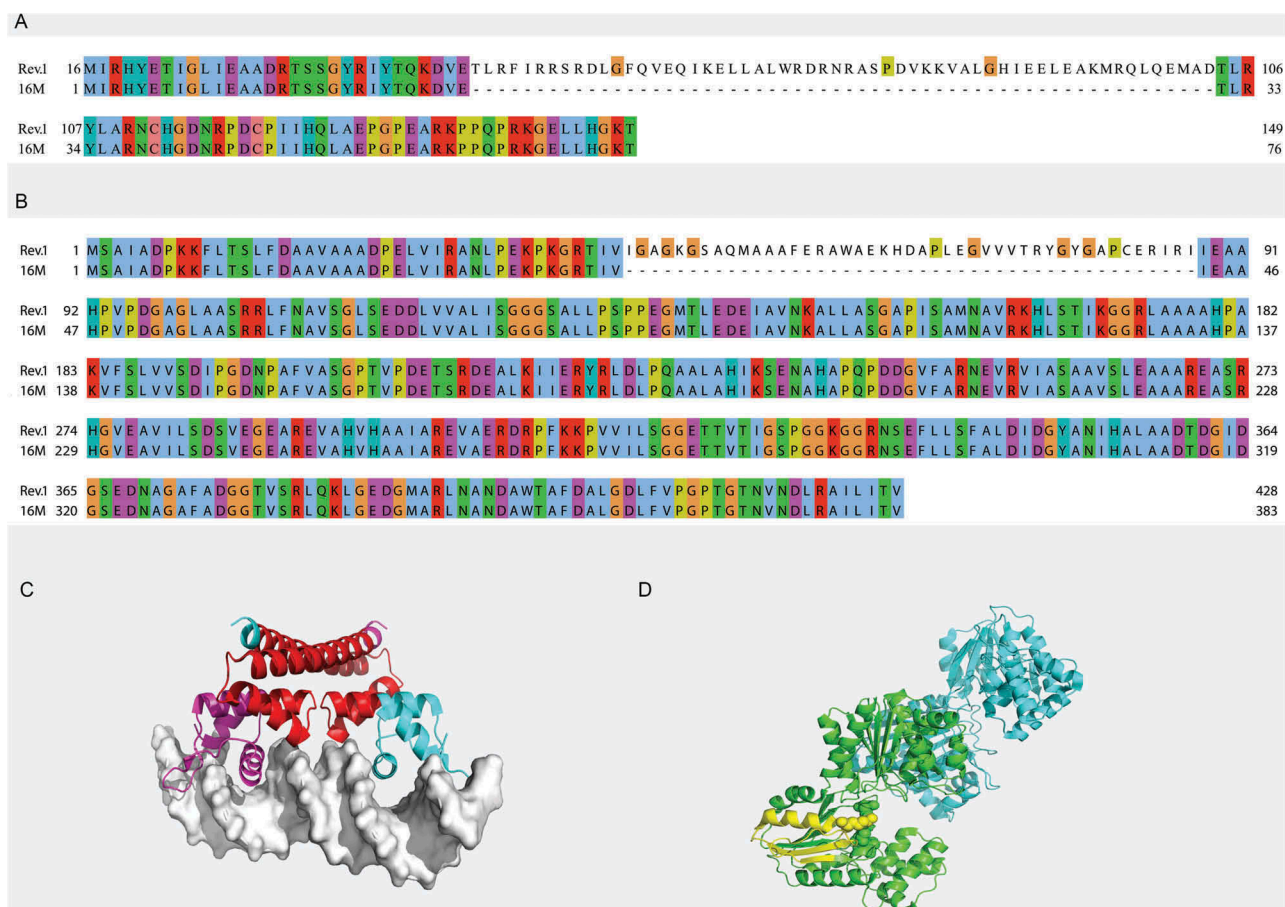 A
Rev.1 16 MIRHYETIGLIEAADRTSSGYRIYTQKDVETLRFIRRSRDLGFQVEQIKELLALWRDRNRASPDVKKVALGHIEELEAKMRQLQEMADTLR 106
16M 1 MIRHYETIGLIEAADRTSSGYRIYTQKDVE----------------------------------------------------------TLR 33
Rev.1 107 YLARNCHGDNRPDCPIIHQLAEPGPEARKPPQPRKGELLHGKT 149
16M 34 YLARNCHGDNRPDCPIIHQLAEPGPEARKPPQPRKGELLHGKT 76
B
Rev.1 1 MSAIADPKKFLTSLFDAAVAAADPELVIRANLPEKPKGRTIVIGAGKGSAQMAAAFERAWAEKHDAPLEGVVVTRYGYGAPCERIRIIEAA 91
16M 1 MSAIADPKKFLTSLFDAAVAAADPELVIRANLPEKPKGRTIV---------------------------------------------IEAA 46
Rev.1 92 HPVPDGAGLAASRRLFNAVSGLSEDDLVVALISGGGSALLPSPPEGMTLEDEIAVNKALLASGAPISAMNAVRKHLSTIKGGRLAAAAHPA 182
16M 47 HPVPDGAGLAASRRLFNAVSGLSEDDLVVALISGGGSALLPSPPEGMTLEDEIAVNKALLASGAPISAMNAVRKHLSTIKGGRLAAAAHPA 137
Rev.1 183 KVFSLVVSDIPGDNPAFVASGPTVPDETSRDEALKIIERYRLDLPQAALAHIKSENAHAPQPDDGVFARNEVRVIASAAVSLEAAAREASR 273
16M 138 KVFSLVVSDIPGDNPAFVASGPTVPDETSRDEALKIIERYRLDLPQAALAHIKSENAHAPQPDDGVFARNEVRVIASAAVSLEAAAREASR 228
Rev.1 274 HGVEAVILSDSVEGEAREVAHVHAAIAREVAERDRPFKKPVVILSGGETTVTIGSPGGKGGRNSEFLLSFALDIDGYANIHALAADTDGID 364
16M 229 HGVEAVILSDSVEGEAREVAHVHAAIAREVAERDRPFKKPVVILSGGETTVTIGSPGGKGGRNSEFLLSFALDIDGYANIHALAADTDGID 319
Rev.1 365 GSEDNAGAFADGGTVSRLQKLGEDGMARLNANDAWTAFDALGDLFVPGPTGTNVNDLRAILITV 428
16M 320 GSEDNAGAFADGGTVSRLQKLGEDGMARLNANDAWTAFDALGDLFVPGPTGTNVNDLRAILITV 383
C D